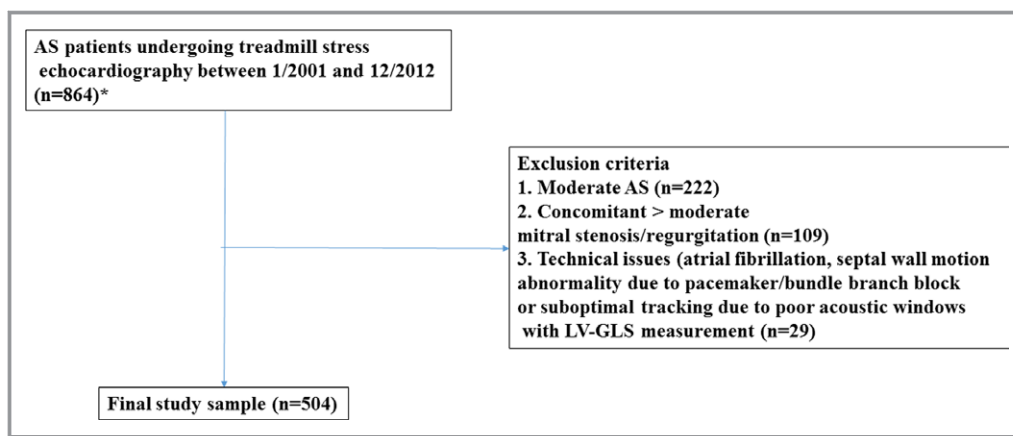 AS patients undergoing treadmill stress
echocardiography between 1/2001 and 12/2012
(n=864)*
Exclusion criteria
1. Moderate AS (n=222)
2. Concomitant > moderate
mitral stenosis/regurgitation (n=109)
3. Technical issues (atrial fibrillation, septal wall motion
abnormality due to pacemaker/bundle branch block
or suboptimal tracking due to poor acoustic windows
with LV-GLS measurement (n=29)
Final study sample (n=504)